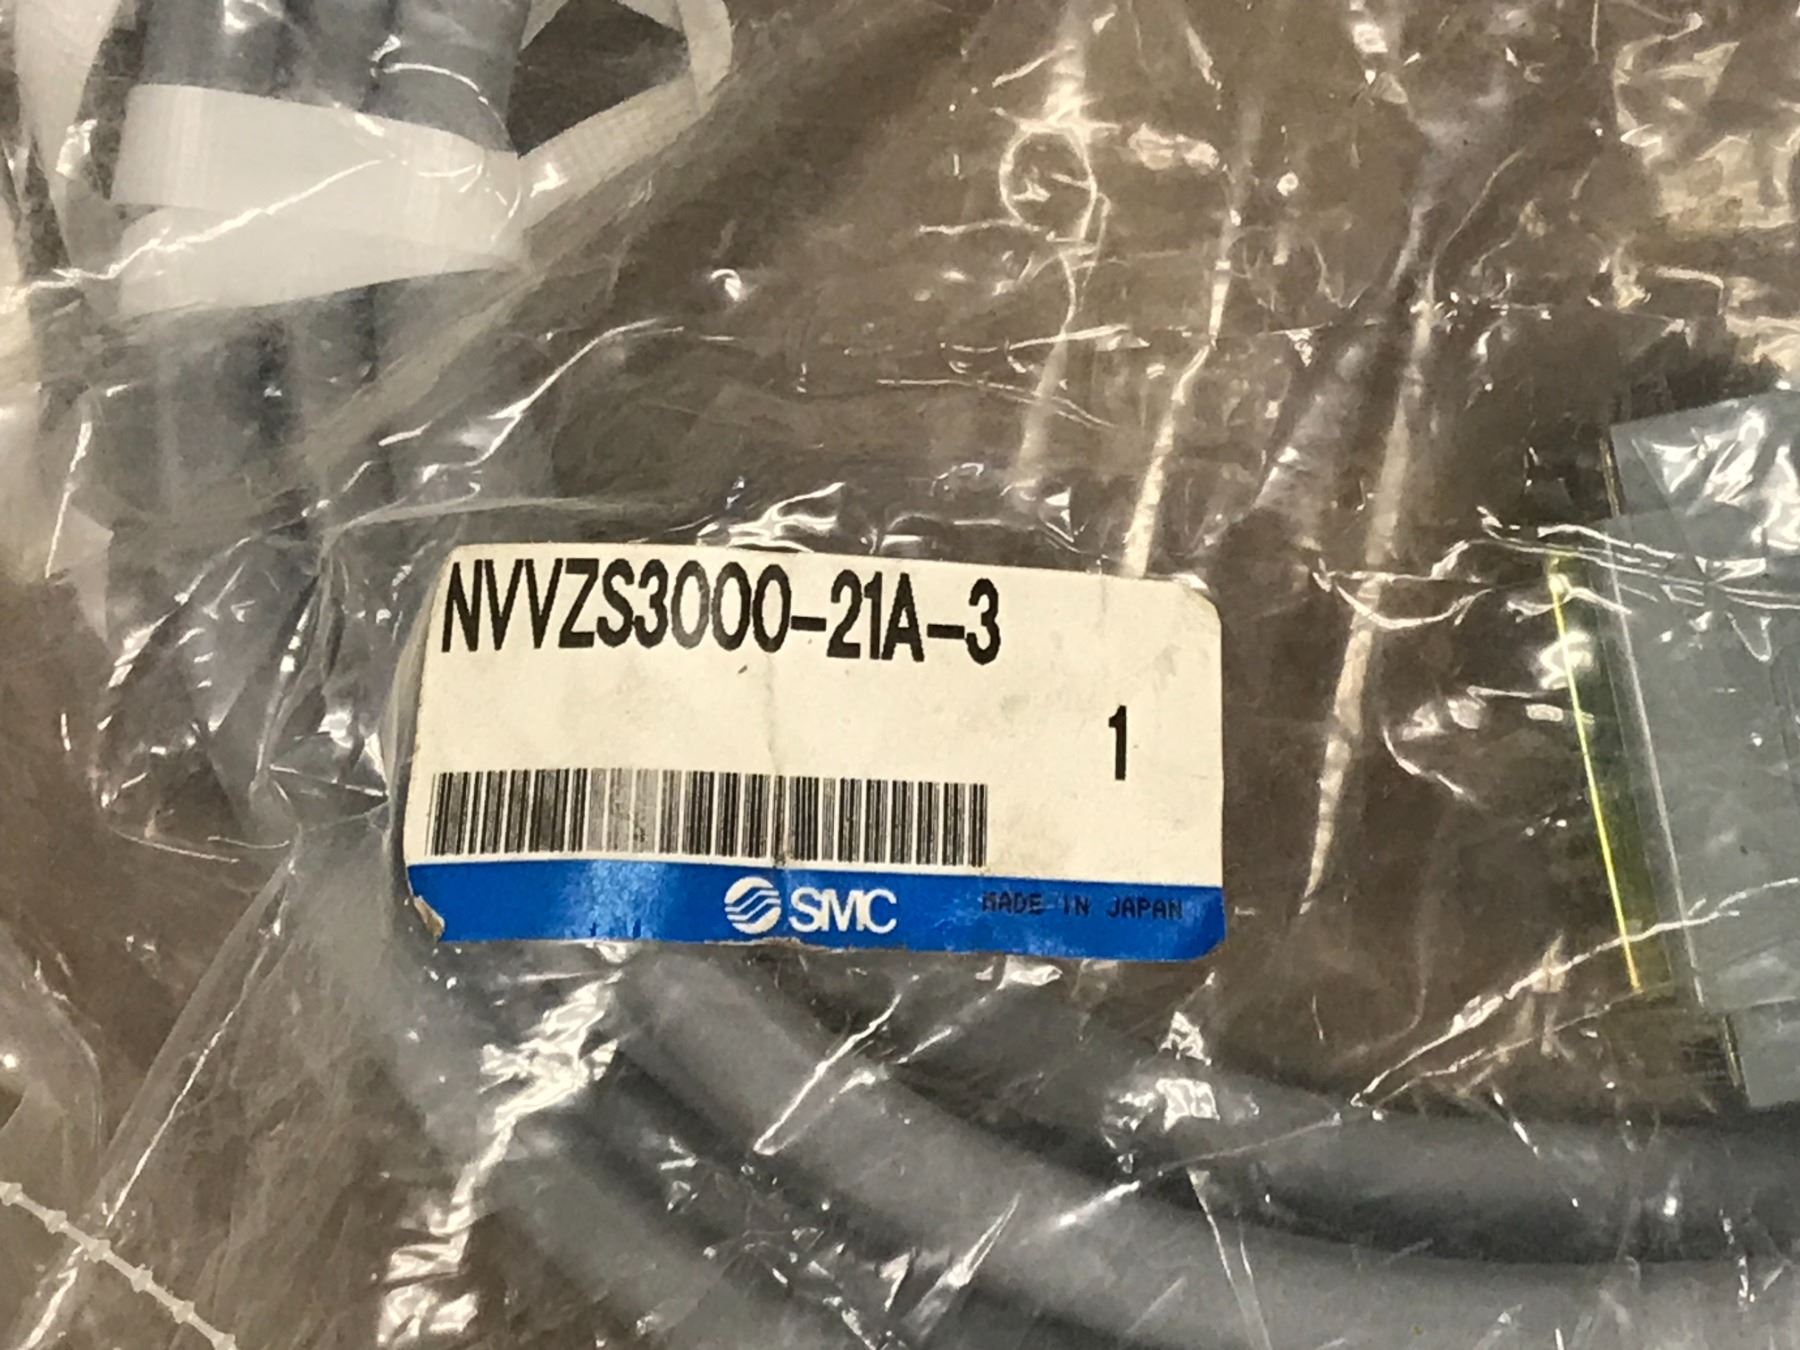 NVVZS3000-21A-3
1
SMC MADE IN JAPAN